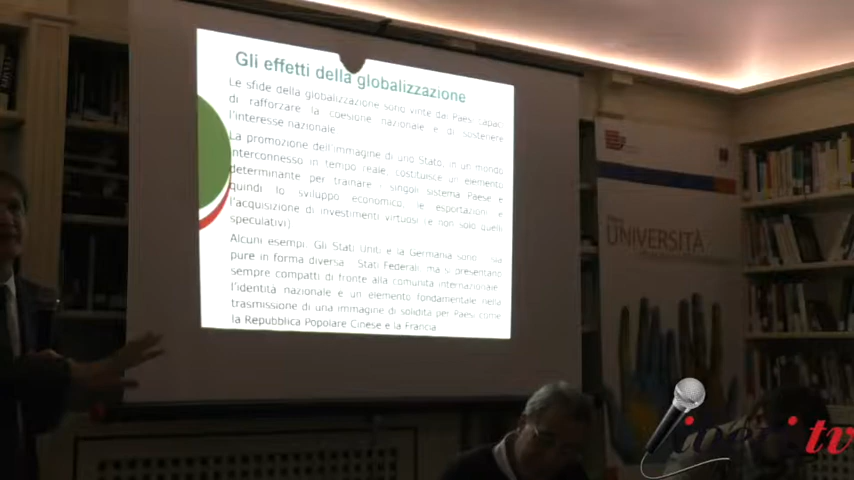 Gli effetti della globalizzazione
Le sfide della globalizzazione sono vinte dai Paesi capaci
di rafforzare la coesione nazionale e di sostenere
l'interesse nazionale
La promozione dell'immagine di uno Stato, in un mondo
interconnesso in tempo reale, costituisce un elemento
determinante per trainare i singoli sistema Paese e
quindi lo sviluppo economico, le esportazioni e
l'acquisizione di investimenti virtuosi (e non solo quelli
speculativi)
Alcuni esempi. Gli Stati Uniti e la Germania sono, sia
pure in forma diversa, Stati Federali, ma si presentano
sempre compatti di fronte alla comunità internazionale.
l'identità nazionale è un elemento fondamentale nella
trasmissione di una immagine di solidità per Paesi come
la Repubblica Popolare Cinese e la Francia
UNIVERSITÀ
tv